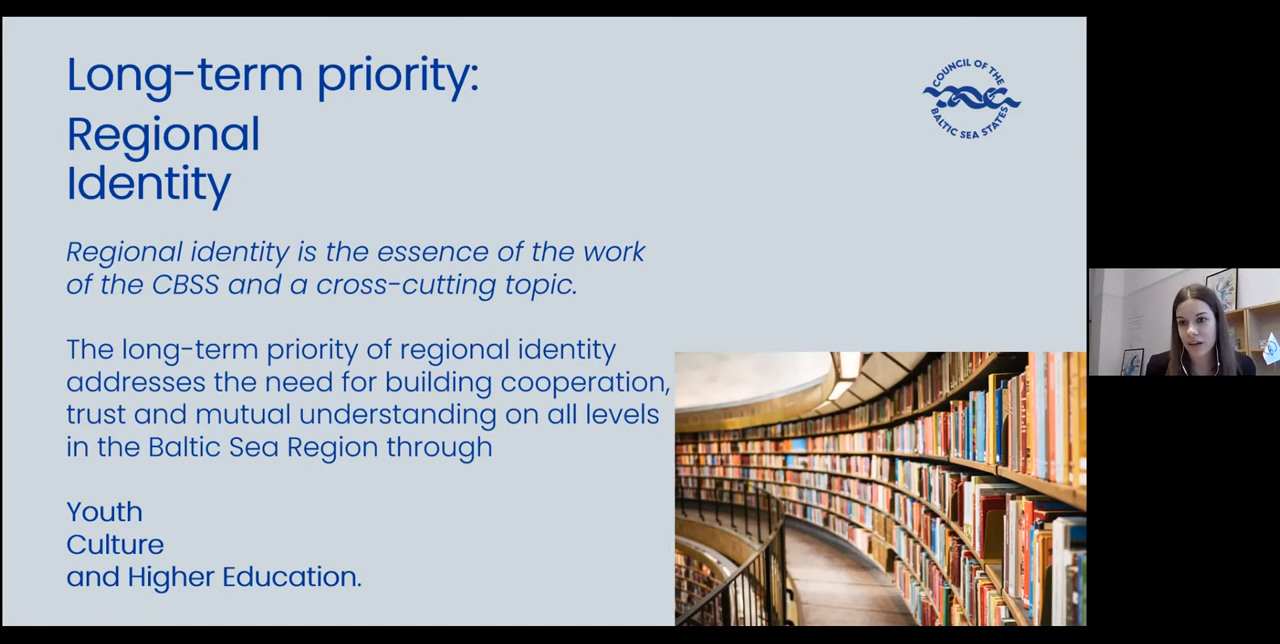 Long-term priority:
Regional
Identity
COUNCIL OF THE
BALTIC SEA STATES
Regional identity is the essence of the work
of the CBSS and a cross-cutting topic.
The long-term priority of regional identity
addresses the need for building cooperation,
trust and mutual understanding on all levels
in the Baltic Sea Region through
Youth
Culture
and Higher Education.